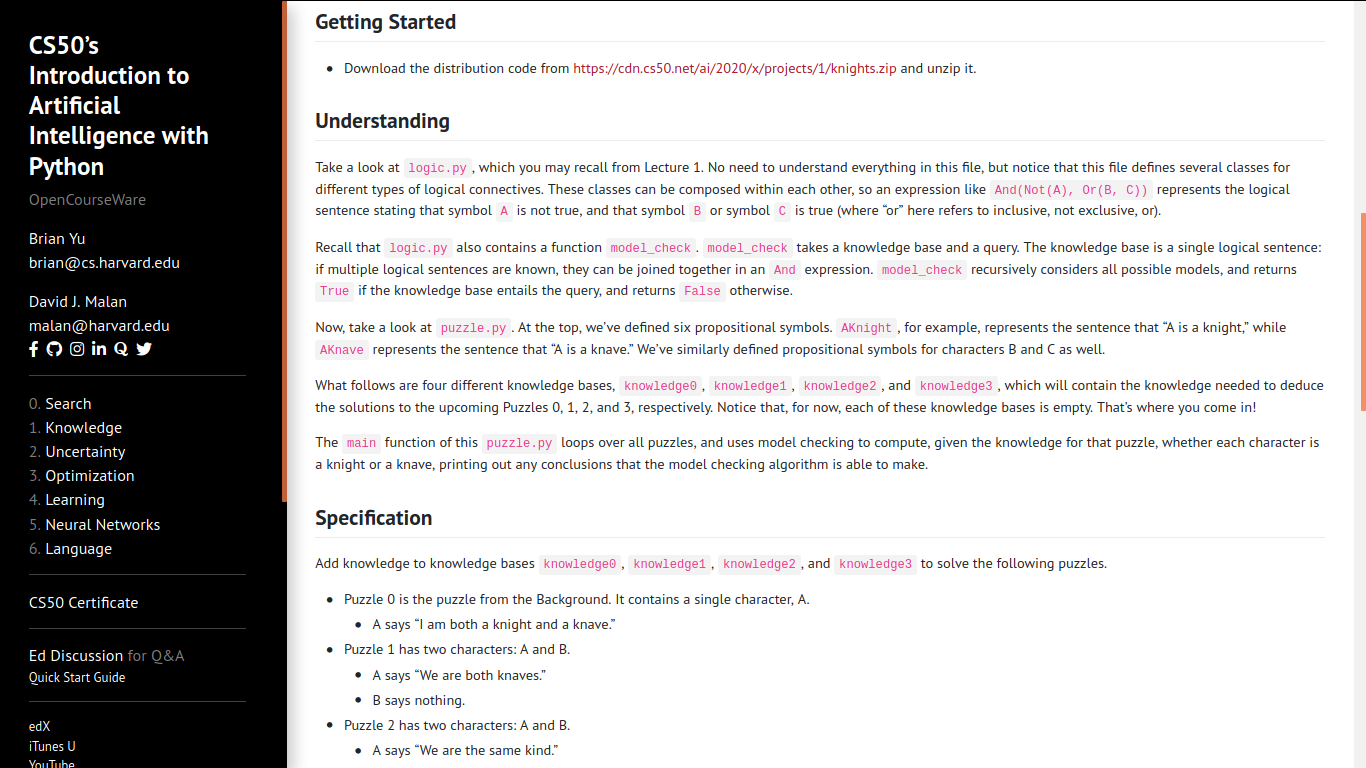 CS50’s
Introduction to
Artificial
Intelligence with
Python
OpenCourseWare
Brian Yu
brian@cs.harvard.edu
David J. Malan
malan@harvard.edu
0. Search
1. Knowledge
2. Uncertainty
3. Optimization
4. Learning
5. Neural Networks
6. Language
CS50 Certificate
Ed Discussion for Q&A
Quick Start Guide
edX
iTunes U
YouTube
Getting Started
• Download the distribution code from https://cdn.cs50.net/ai/2020/x/projects/1/knights.zip and unzip it.
Understanding
Take a look at logic.py, which you may recall from Lecture 1. No need to understand everything in this file, but notice that this file defines several classes for
different types of logical connectives. These classes can be composed within each other, so an expression like And(Not(A), Or(B, C)) represents the logical
sentence stating that symbol A is not true, and that symbol B or symbol C is true (where “or” here refers to inclusive, not exclusive, or).
Recall that logic.py also contains a function model_check. model_check takes a knowledge base and a query. The knowledge base is a single logical sentence:
if multiple logical sentences are known, they can be joined together in an And expression. model_check recursively considers all possible models, and returns
True if the knowledge base entails the query, and returns False otherwise.
Now, take a look at puzzle.py. At the top, we’ve defined six propositional symbols. AKnight, for example, represents the sentence that “A is a knight,” while
AKnave represents the sentence that “A is a knave.” We’ve similarly defined propositional symbols for characters B and C as well.
What follows are four different knowledge bases, knowledge0, knowledge1, knowledge2, and knowledge3, which will contain the knowledge needed to deduce
the solutions to the upcoming Puzzles 0, 1, 2, and 3, respectively. Notice that, for now, each of these knowledge bases is empty. That’s where you come in!
The main function of this puzzle.py loops over all puzzles, and uses model checking to compute, given the knowledge for that puzzle, whether each character is
a knight or a knave, printing out any conclusions that the model checking algorithm is able to make.
Specification
Add knowledge to knowledge bases knowledge0, knowledge1, knowledge2, and knowledge3 to solve the following puzzles.
• Puzzle 0 is the puzzle from the Background. It contains a single character, A.
• A says “I am both a knight and a knave.”
• Puzzle 1 has two characters: A and B.
• A says “We are both knaves.”
• B says nothing.
• Puzzle 2 has two characters: A and B.
• A says “We are the same kind.”